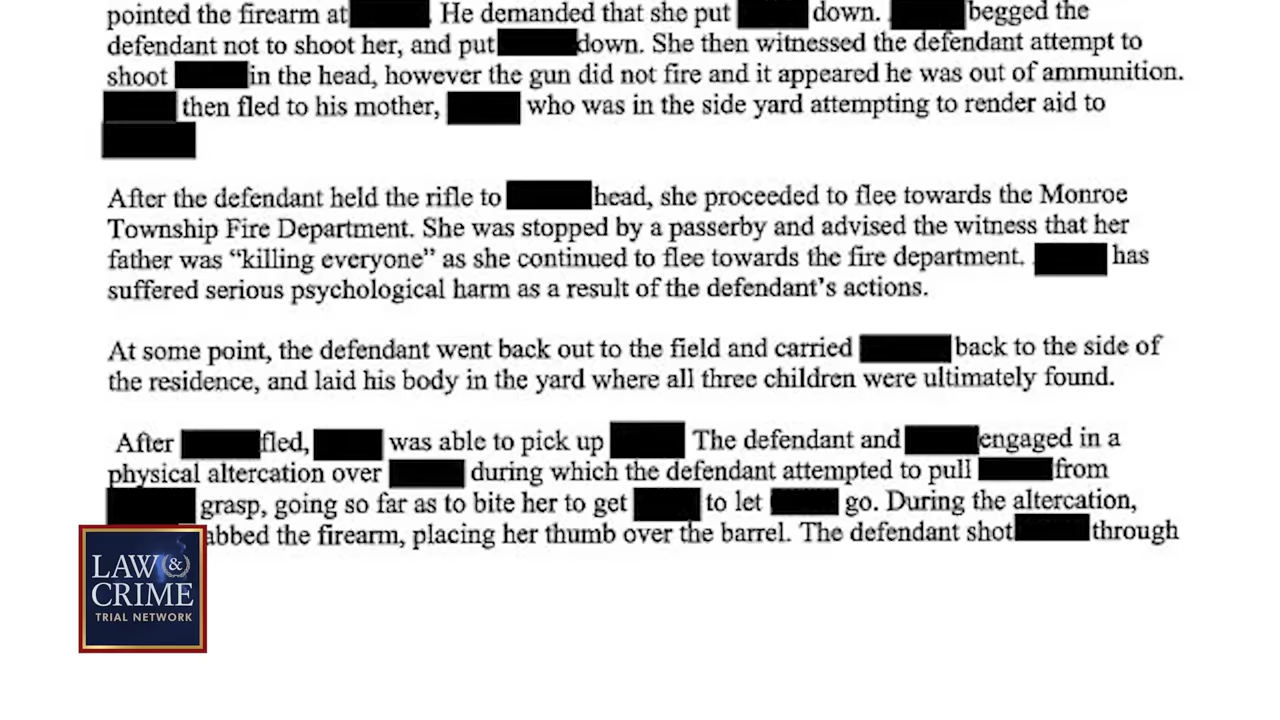 pointed the firearm at . He demanded that she put down. begged the
defendant not to shoot her, and put down. She then witnessed the defendant attempt to
shoot in the head, however the gun did not fire and it appeared he was out of ammunition.
then fled to his mother, who was in the side yard attempting to render aid to
After the defendant held the rifle to head, she proceeded to flee towards the Monroe
Township Fire Department. She was stopped by a passerby and advised the witness that her
father was “killing everyone” as she continued to flee towards the fire department. has
suffered serious psychological harm as a result of the defendant’s actions.
At some point, the defendant went back out to the field and carried back to the side of
the residence, and laid his body in the yard where all three children were ultimately found.
After fled, was able to pick up The defendant and engaged in a
physical altercation over during which the defendant attempted to pull from
grasp, going so far as to bite her to get to let go. During the altercation,
abbed the firearm, placing her thumb over the barrel. The defendant shot through
LAW &
CRIME
TRIAL NETWORK